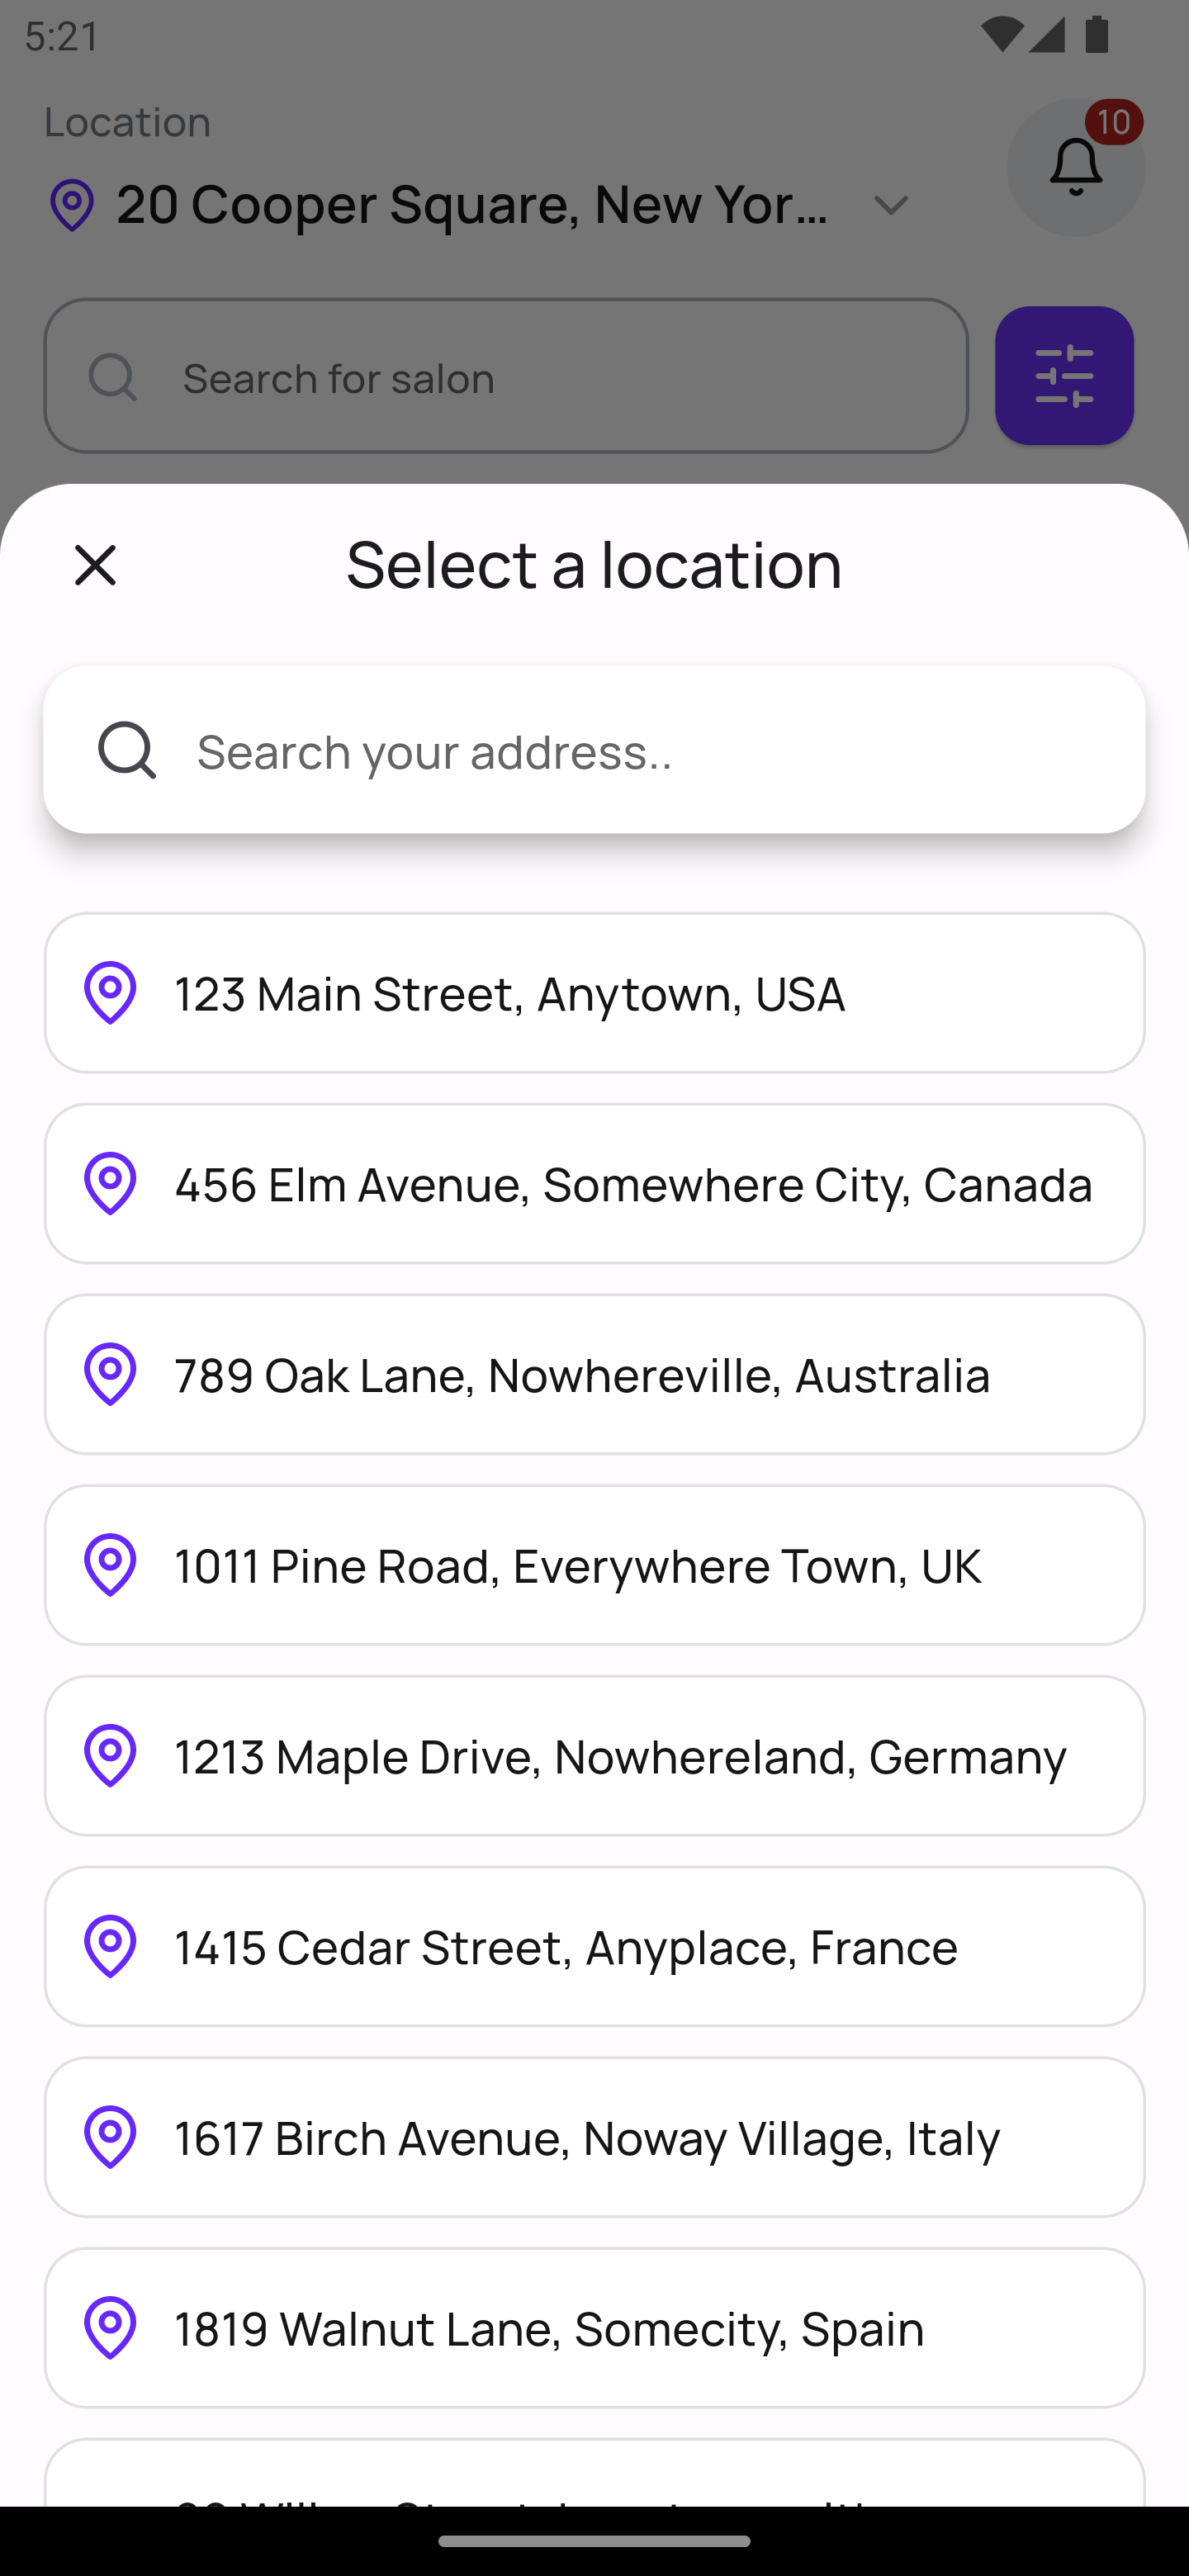 5:21
Location
10
20 Cooper Square, New Yor...
Search for salon
Select a location
Search your address..
123 Main Street, Anytown, USA
456 Elm Avenue, Somewhere City, Canada
789 Oak Lane, Nowhereville, Australia
1011 Pine Road, Everywhere Town, UK
1213 Maple Drive, Nowhereland, Germany
1415 Cedar Street, Anyplace, France
1617 Birch Avenue, Noway Village, Italy
1819 Walnut Lane, Somecity, Spain